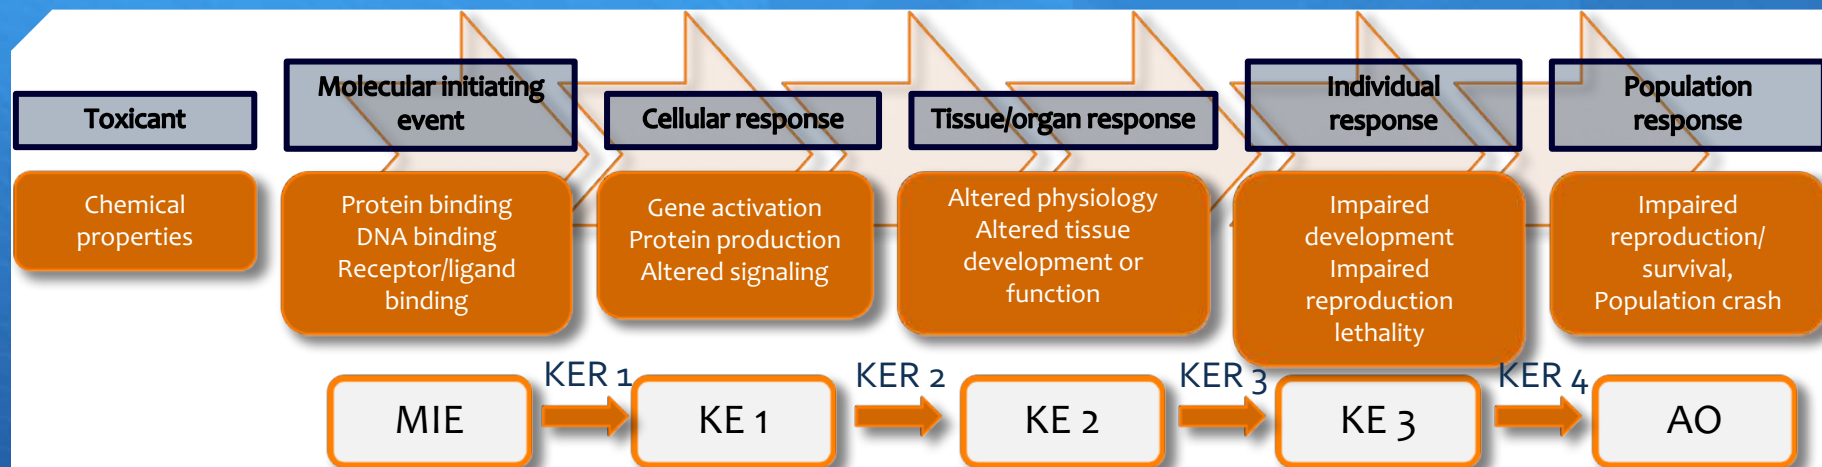 Toxicant
Molecular initiating
event
Cellular response
Tissue/organ response
Individual
response
Population
response
Chemical
properties
Protein binding
DNA binding
Receptor/ligand
binding
Gene activation
Protein production
Altered signaling
Altered physiology
Altered tissue
development or
function
Impaired
development
Impaired
reproduction
lethality
Impaired
reproduction/
survival,
Population crash
MIE
KER 1
KE 1
KER 2
KE 2
KER 3
KE 3
KER 4
AO